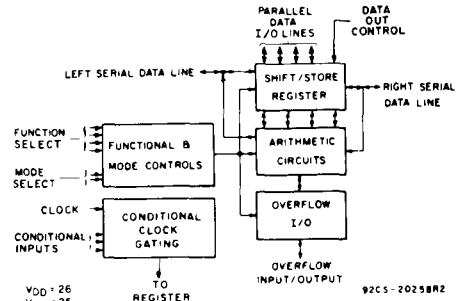 PARALLEL
DATA
I/O LINES
DATA
OUT
CONTROL
LEFT SERIAL DATA LINE
SHIFT/STORE
REGISTER
RIGHT SERIAL
DATA LINE
FUNCTION
SELECT
FUNCTIONAL &
MODE CONTROLS
ARITHMETIC
CIRCUITS
MODE
SELECT
CLOCK
CONDITIONAL
CLOCK
GATING
OVERFLOW
I/O
CONDITIONAL
INPUTS
OVERFLOW
INPUT/OUTPUT
TO
REGISTER
VDD = 26
92CS-20258R2